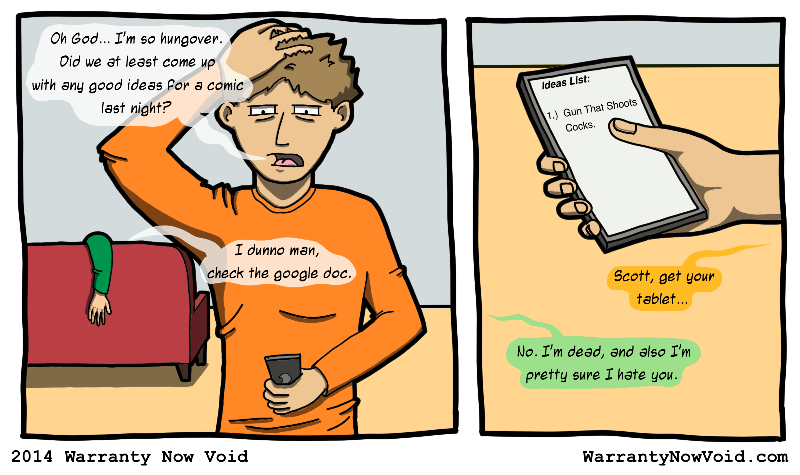 Oh God... I'm so hungover.
Did we at least come up
with any good ideas for a comic
last night?
I dunno man,
check the google doc.
Ideas List:
1.) Gun That Shoots
Cocks.
Scott, get your
tablet...
No. I'm dead, and also I'm
pretty sure I hate you.
2014 Warranty Now Void
WarrantyNowVoid.com